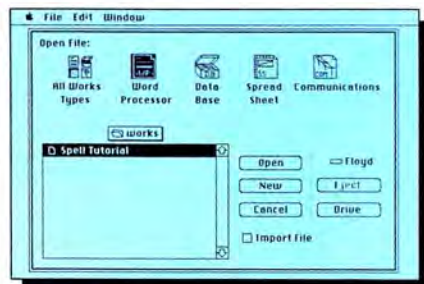 File Edit Window
Open File:
All Works Types
Word Processor
Data Base
Spread Sheet
Communications
works
Spell Tutorial
Open
Floyd
New
Eject
Cancel
Drive
Import File